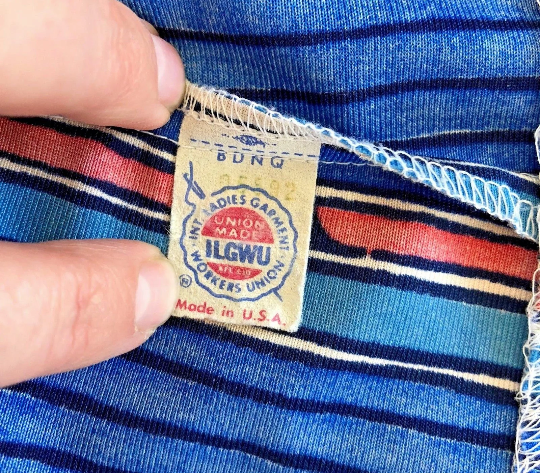 BDNQ
INT. LADIES GARMENT
UNION
MADE
ILGWU
WORKERS UNION
®
Made in U.S.A.